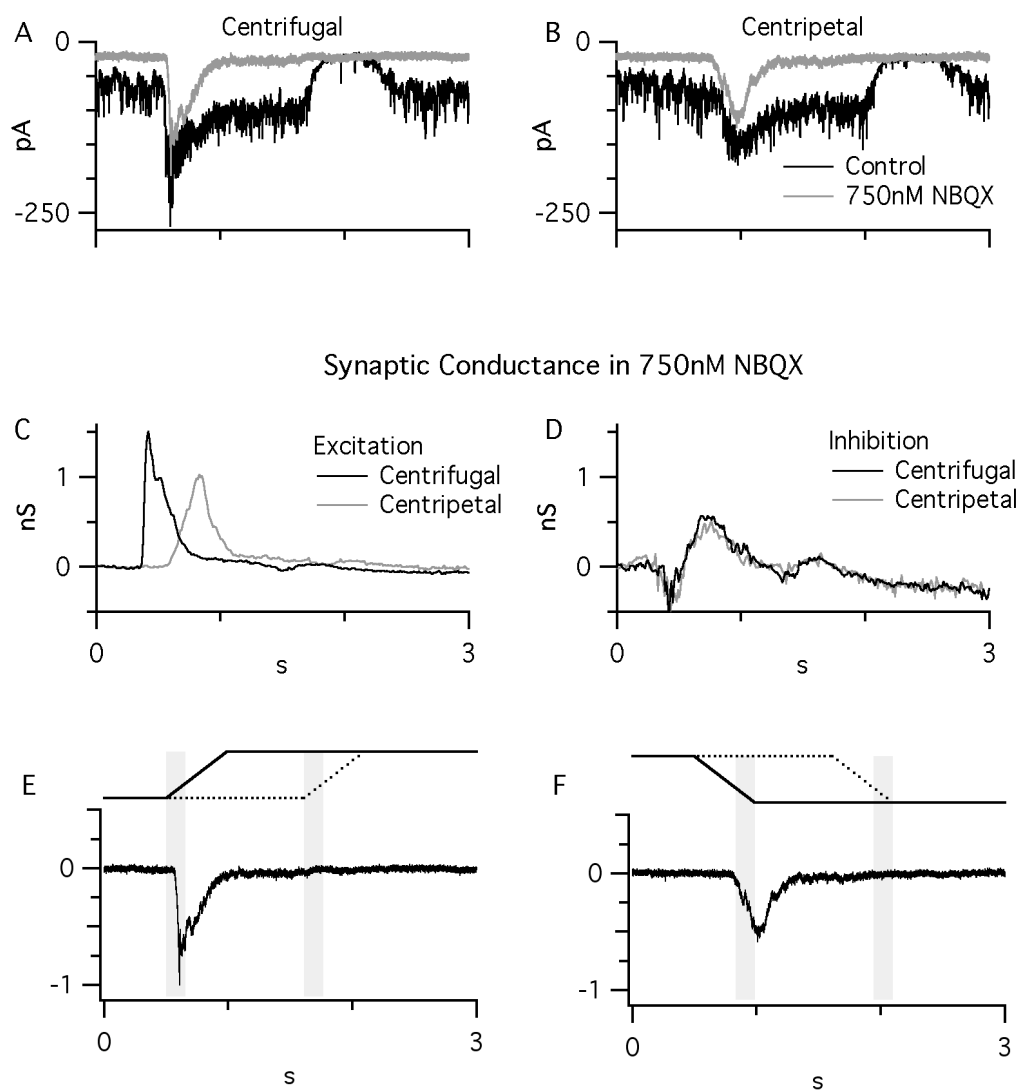 A
Centrifugal
B
Centripetal
0
pA
-250
0
pA
-250
Control
750nM NBQX
Synaptic Conductance in 750nM NBQX
C
Excitation
Centrifugal
Centripetal
1
nS
0
0
3
s
D
Inhibition
Centrifugal
Centripetal
1
nS
0
0
3
s
E
0
-1
0
3
s
F
0
-1
0
3
s